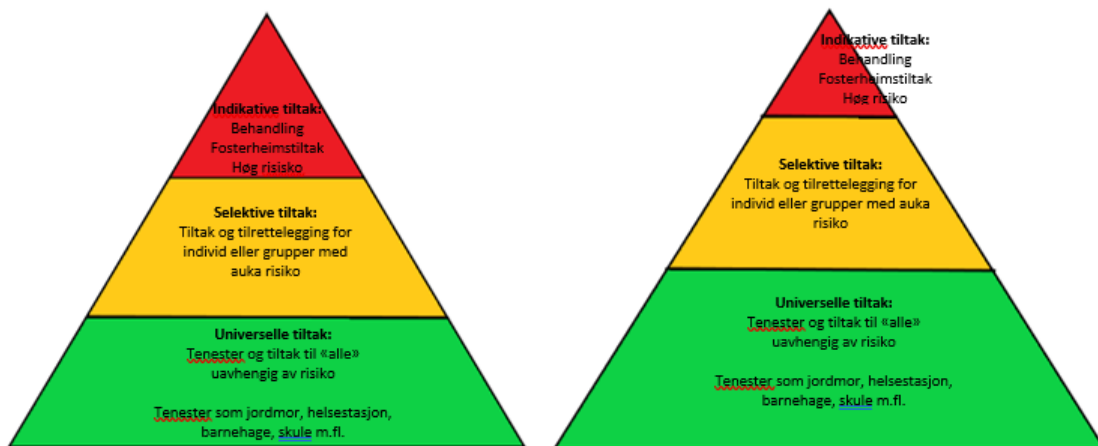 Indikative tiltak:
Behandling
Fosterheimstiltak
Høg risisko
Selektive tiltak:
Tiltak og tilrettelegging for
individ eller grupper med
auka risiko
Universelle tiltak:
Tenester og tiltak til «alle»
uavhengig av risiko
Tenester som jordmor, helsestasjon,
barnehage, skule m.fl.
Indikative tiltak:
Behandling
Fosterheimstiltak
Høg risiko
Selektive tiltak:
Tiltak og tilrettelegging for
individ eller grupper med auka
risiko
Universelle tiltak:
Tenester og tiltak til «alle»
uavhengig av risiko
Tenester som jordmor, helsestasjon,
barnehage, skule m.fl.